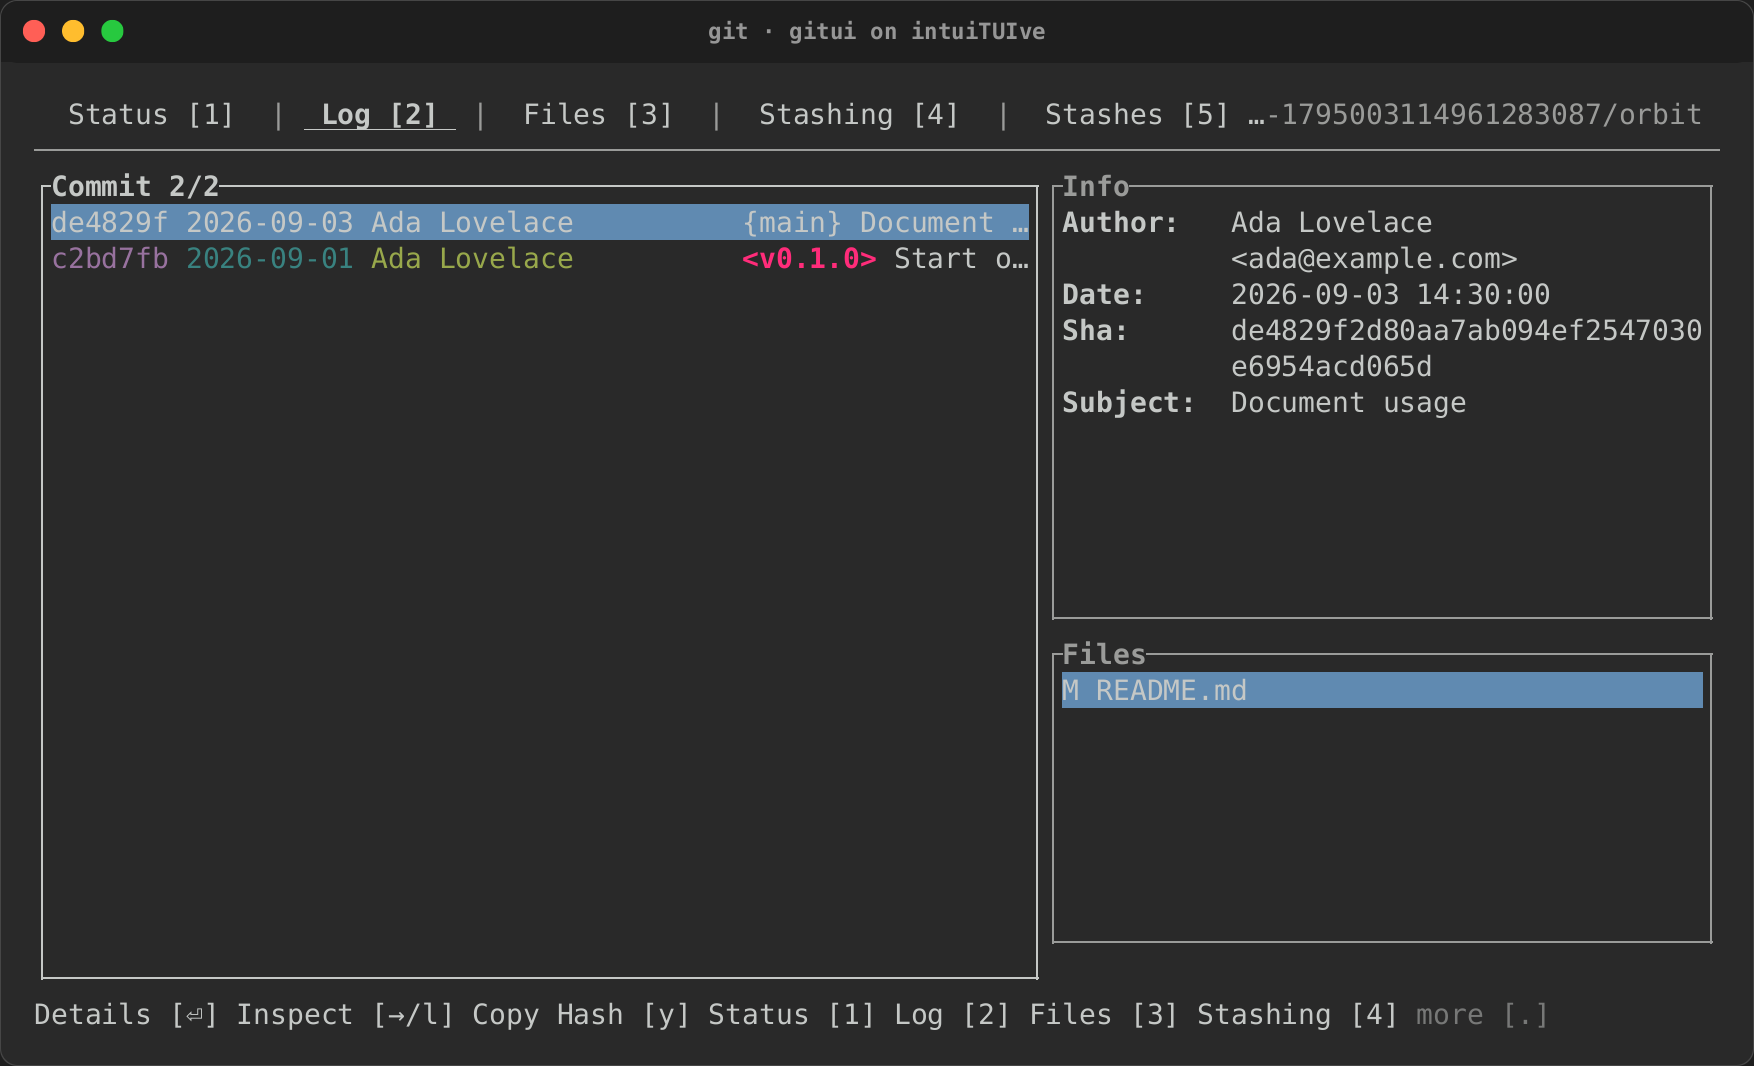 git · gitui on intuiTUIve
Status [1] | Log [2] | Files [3] | Stashing [4] | Stashes [5] …-1795003114961283087/orbit
Commit 2/2
de4829f 2026-09-03 Ada Lovelace {main} Document …
c2bd7fb 2026-09-01 Ada Lovelace <v0.1.0> Start o…
Info
Author: Ada Lovelace
<ada@example.com>
Date: 2026-09-03 14:30:00
Sha: de4829f2d80aa7ab094ef2547030
e6954acd065d
Subject: Document usage
Files
M README.md
Details [⏎] Inspect [→/l] Copy Hash [y] Status [1] Log [2] Files [3] Stashing [4] more [.]